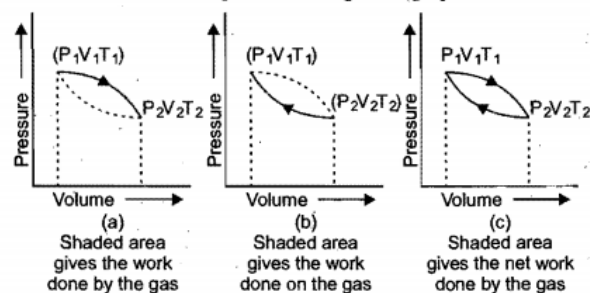 (P₁V₁T₁)
P₂V₂T₂
Pressure
Volume
(a)
Shaded area
gives the work
done by the gas
(P₁V₁T₁)
(P₂V₂T₂)
Pressure
Volume
(b)
Shaded area
gives the work
done on the gas
P₁V₁T₁
P₂V₂T₂
Pressure
Volume
(c)
Shaded area
gives the net work
done by the gas